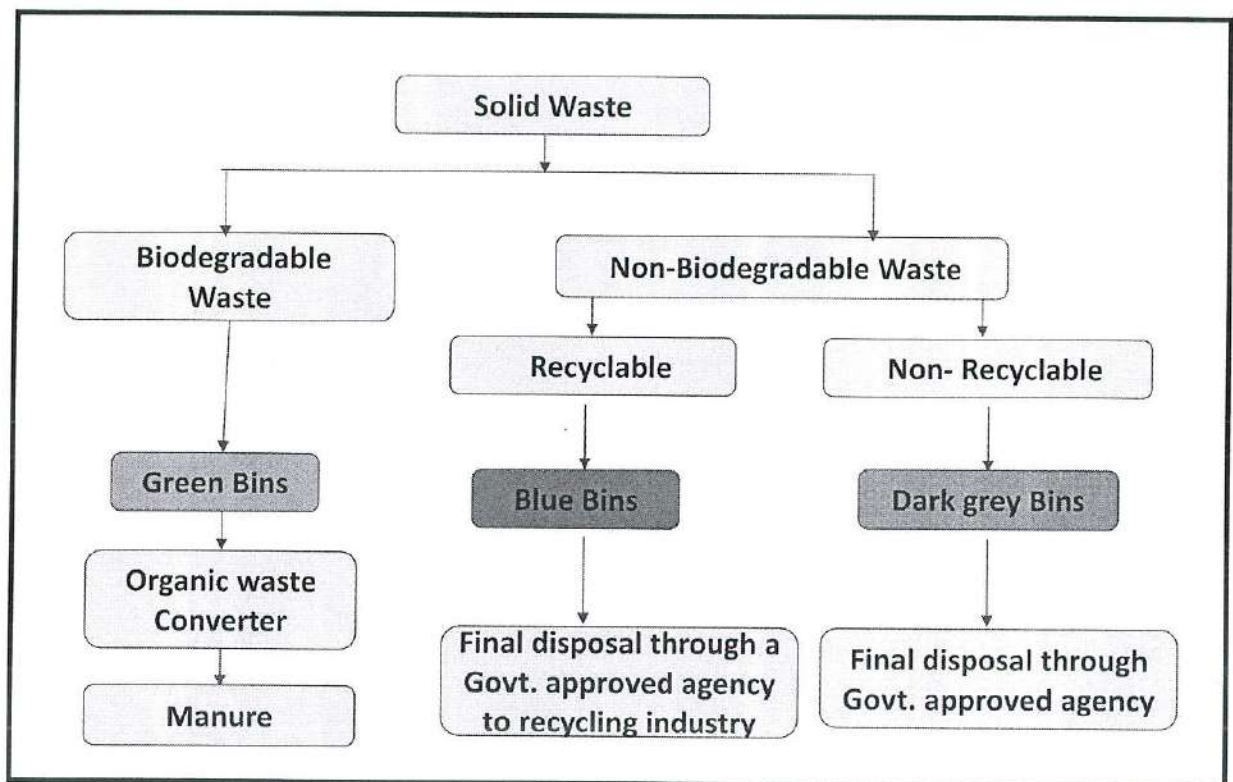 Solid Waste
Biodegradable
Waste
Non-Biodegradable Waste
Recyclable
Non- Recyclable
Green Bins
Blue Bins
Dark grey Bins
Organic waste
Converter
Final disposal through a
Govt. approved agency
to recycling industry
Final disposal through
Govt. approved agency
Manure